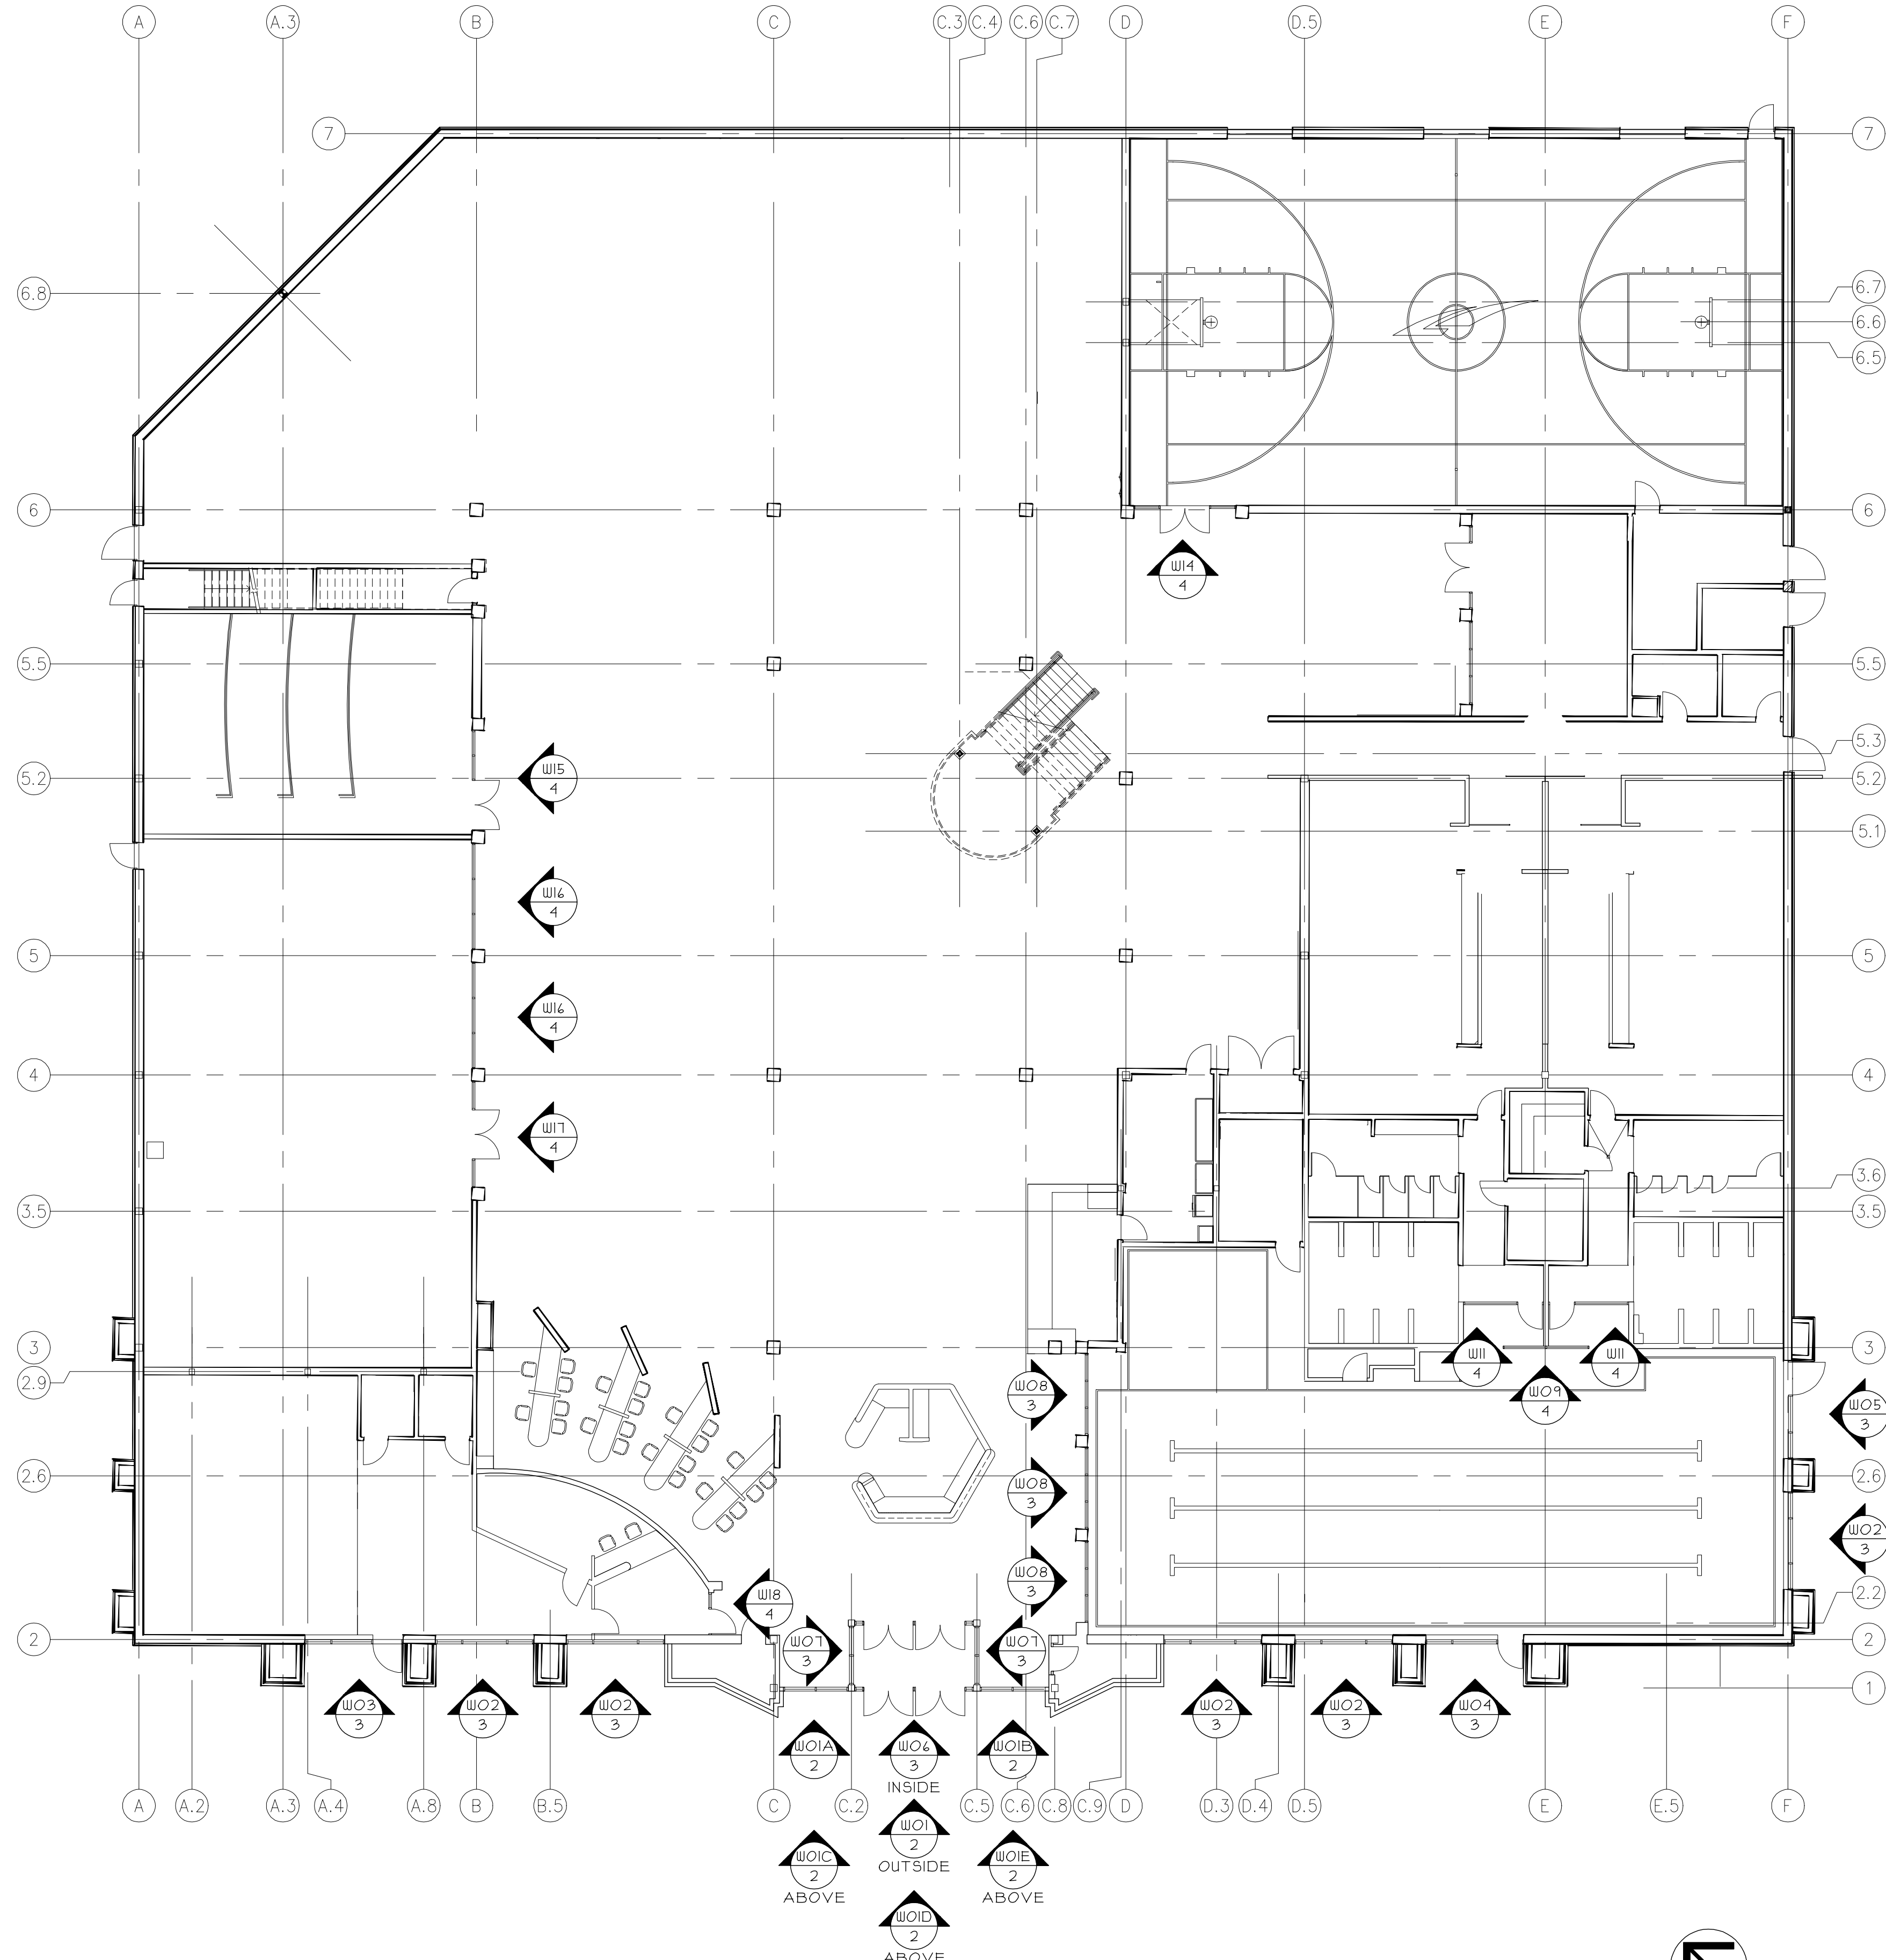 A A.3 B C C.3 C.4 C.6 C.7 D D.5 E F
7 7
6.8 6.7
6.6
6.5
6 6
W14
4
5.5 5.5
5.3
W15
4
5.2 5.2
5.1
W16
4
5 5
W16
4
4 4
W17
4
3.6
3.5 3.5
3 3
W11
4
W11
4
2.9
W08
3
W09
4
W05
3
2.6 2.6
W08
3
W02
3
W08
3
2.2
W18
4
2 2
W07
3
W07
3
1
W03
3
W02
3
W02
3
W02
3
W02
3
W04
3
W01A
2
W06
3
INSIDE
W01B
2
A A.2 A.3 A.4 A.8 B B.5 C C.2 C.5 C.6 C.8 C.9 D D.3 D.4 D.5 E E.5 F
W01
2
OUTSIDE
W01C
2
ABOVE
W01E
2
ABOVE
W01D
2
ABOVE